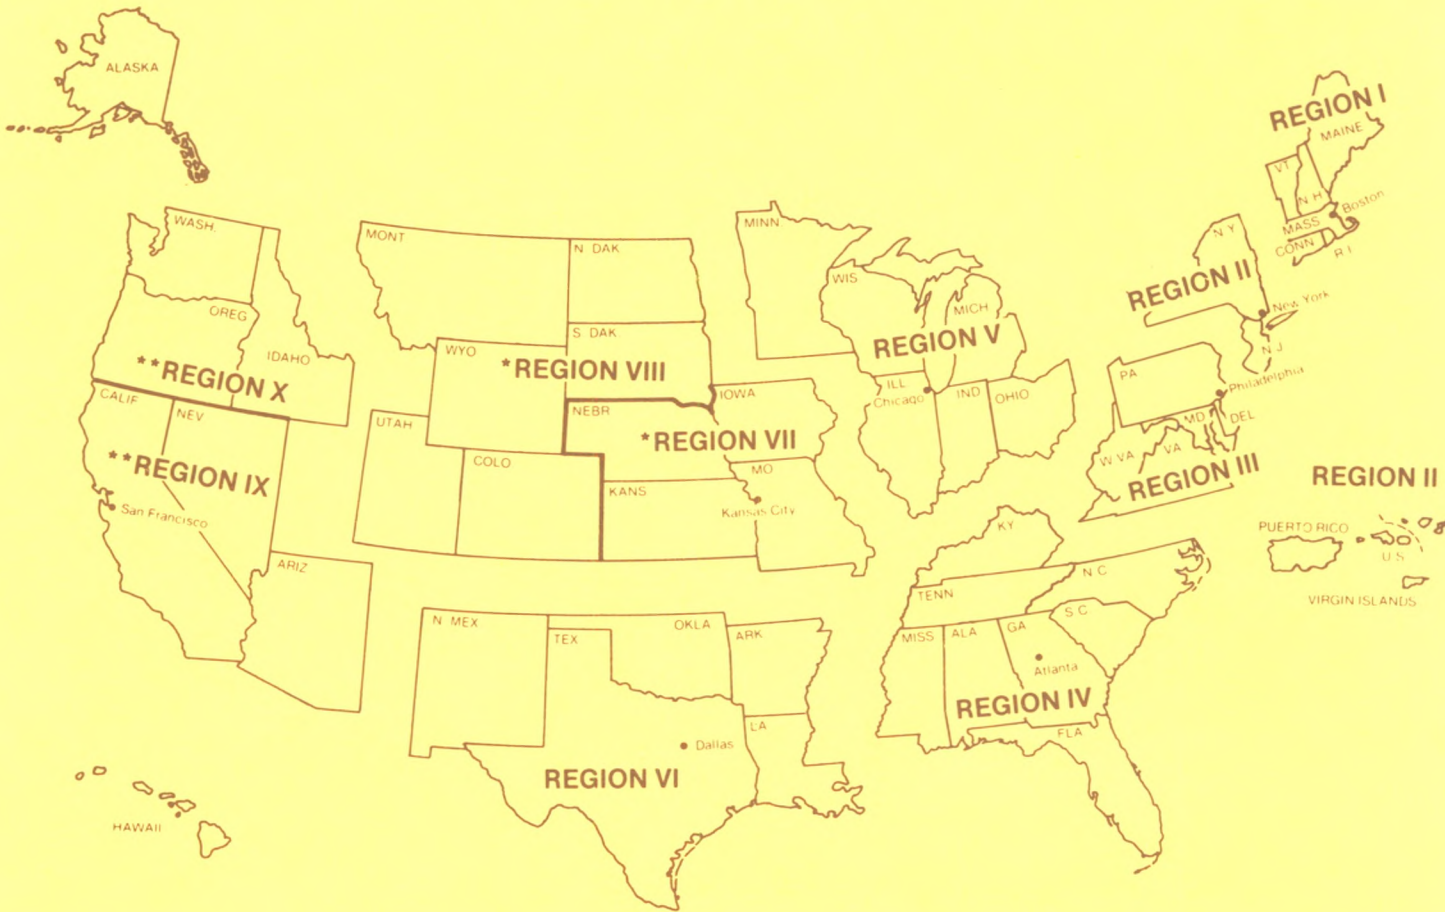 ALASKA
REGION I
MAINE
VT
N H
Boston
MASS
CONN
R I
N Y
REGION II
New York
N J
WASH.
OREG
IDAHO
**REGION X
MONT
N DAK
S DAK.
WYO
*REGION VIII
UTAH
COLO
MINN.
WIS
MICH
REGION V
ILL
Chicago
IND
OHIO
IOWA
NEBR
*REGION VII
MO
KANS
Kansas City
PA
Philadelphia
MD
DEL
W VA
VA
REGION III
REGION II
PUERTO RICO
U S
VIRGIN ISLANDS
CALIF
NEV
**REGION IX
San Francisco
ARIZ
HAWAII
N MEX
TEX
OKLA
ARK
LA
Dallas
REGION VI
KY
TENN
N C
S C
MISS
ALA
GA
Atlanta
REGION IV
FLA